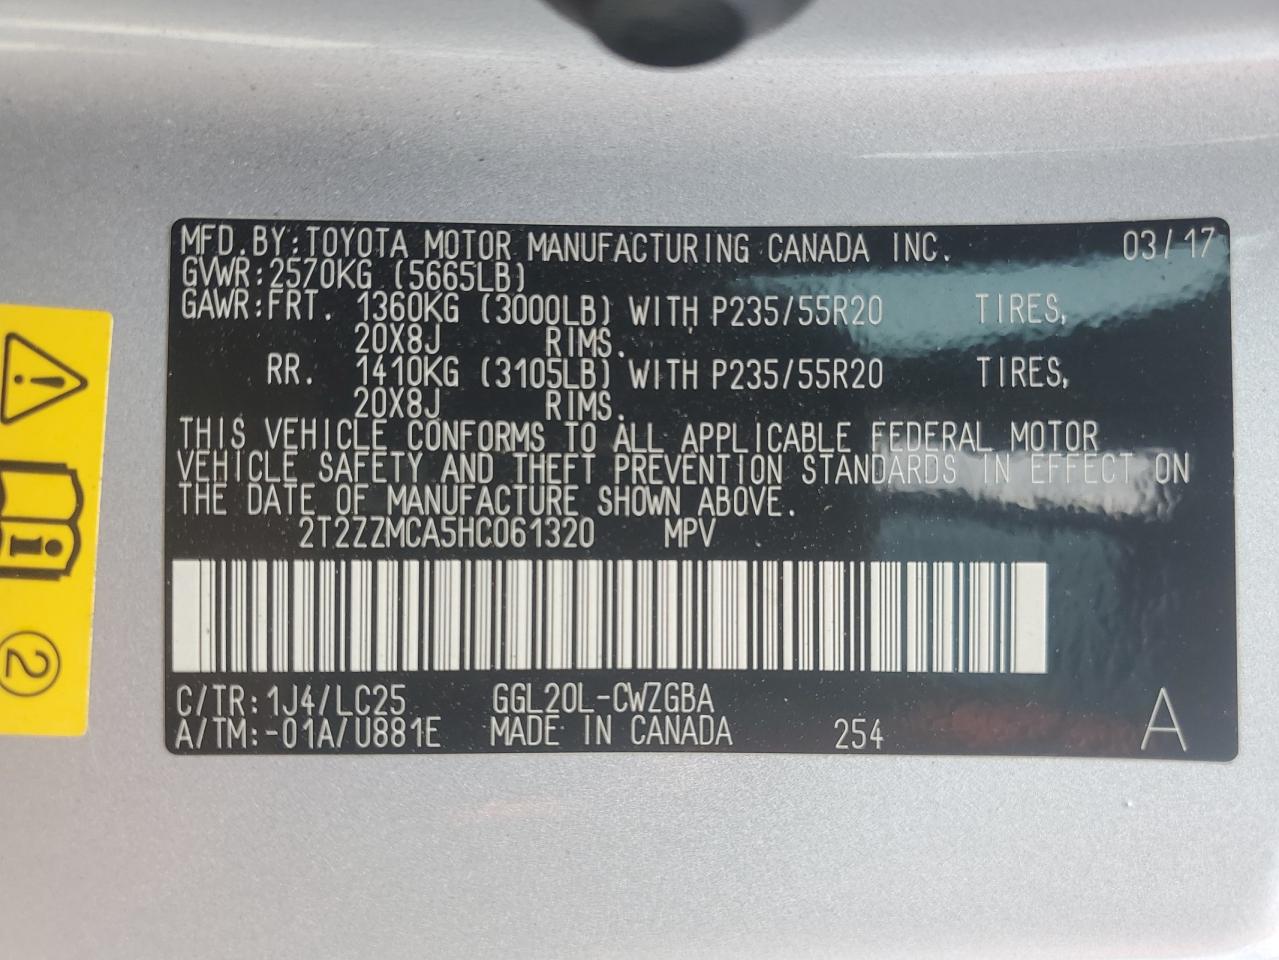 MFD.BY:TOYOTA MOTOR MANUFACTURING CANADA INC. 03/17
GVWR:2570KG (5665LB)
GAWR:FRT. 1360KG (3000LB) WITH P235/55R20 TIRES,
20X8J RIMS.
RR. 1410KG (3105LB) WITH P235/55R20 TIRES,
20X8J RIMS.
THIS VEHICLE CONFORMS TO ALL APPLICABLE FEDERAL MOTOR
VEHICLE SAFETY AND THEFT PREVENTION STANDARDS IN EFFECT ON
THE DATE OF MANUFACTURE SHOWN ABOVE.
2T2ZZMCA5HC061320 MPV
C/TR:1J4/LC25 GGL20L-CWZGBA
A/TM:-01A/U881E MADE IN CANADA 254 A
2